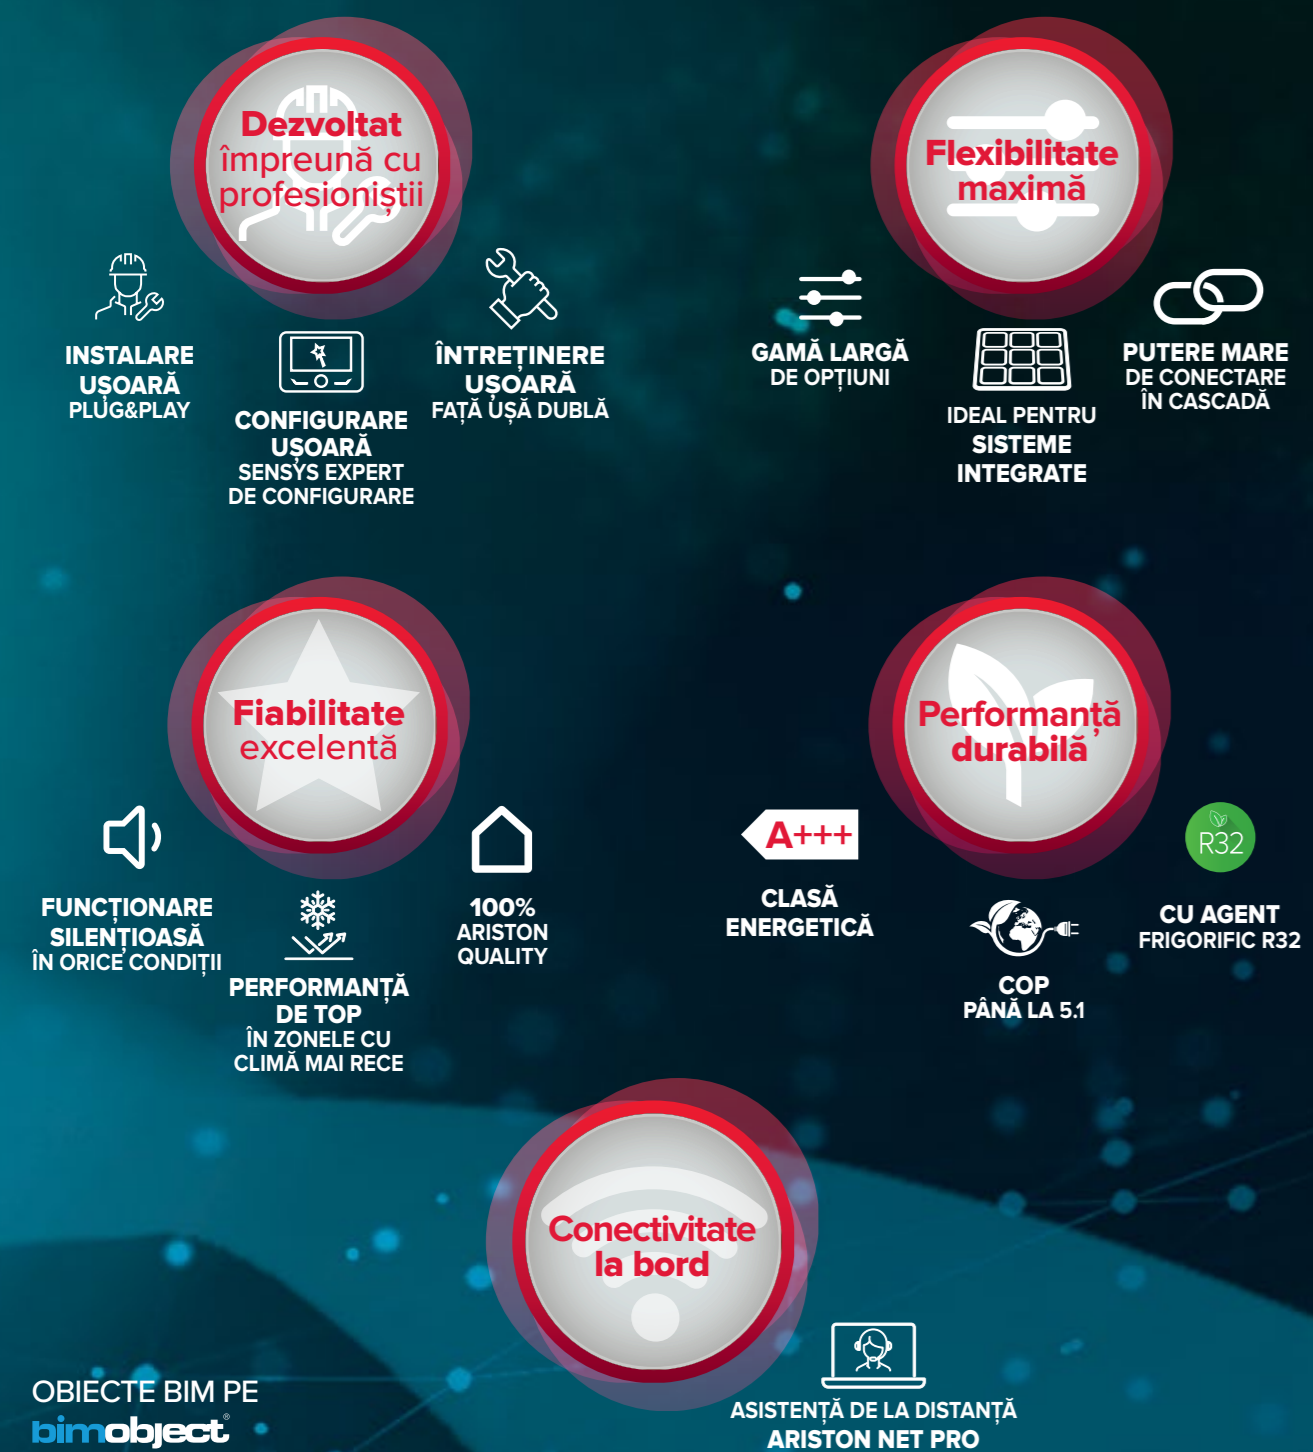 Dezvoltat
împreună cu
profesioniștii
INSTALARE
UȘOARĂ
PLUG&PLAY
CONFIGURARE
UȘOARĂ
SENSYS EXPERT
DE CONFIGURARE
ÎNTREȚINERE
UȘOARĂ
FAȚĂ UȘĂ DUBLĂ
Flexibilitate
maximă
GAMĂ LARGĂ
DE OPȚIUNI
IDEAL PENTRU
SISTEME
INTEGRATE
PUTERE MARE
DE CONECTARE
ÎN CASCADĂ
Fiabilitate
excelentă
FUNCȚIONARE
SILENȚIOASĂ
ÎN ORICE CONDIȚII
PERFORMANȚĂ
DE TOP
ÎN ZONELE CU
CLIMĂ MAI RECE
100%
ARISTON
QUALITY
Performanță
durabilă
A+++
CLASĂ
ENERGETICĂ
COP
PÂNĂ LA 5.1
R32
CU AGENT
FRIGORIFIC R32
Conectivitate
la bord
ASISTENȚĂ DE LA DISTANȚĂ
ARISTON NET PRO
OBIECTE BIM PE
bimobject®